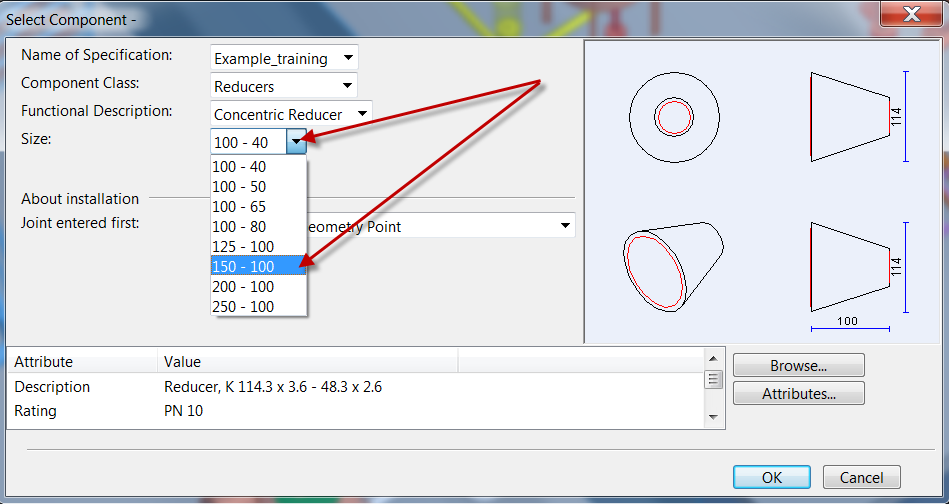 Select Component -
Name of Specification: Example_training
Component Class: Reducers
Functional Description: Concentric Reducer
Size: 100 - 40
100 - 40
100 - 50
100 - 65
100 - 80
125 - 100
150 - 100
200 - 100
250 - 100
About installation
Joint entered first: eometry Point
114
114
100
Attribute Value
Description Reducer, K 114.3 x 3.6 - 48.3 x 2.6
Rating PN 10
Browse...
Attributes...
OK Cancel